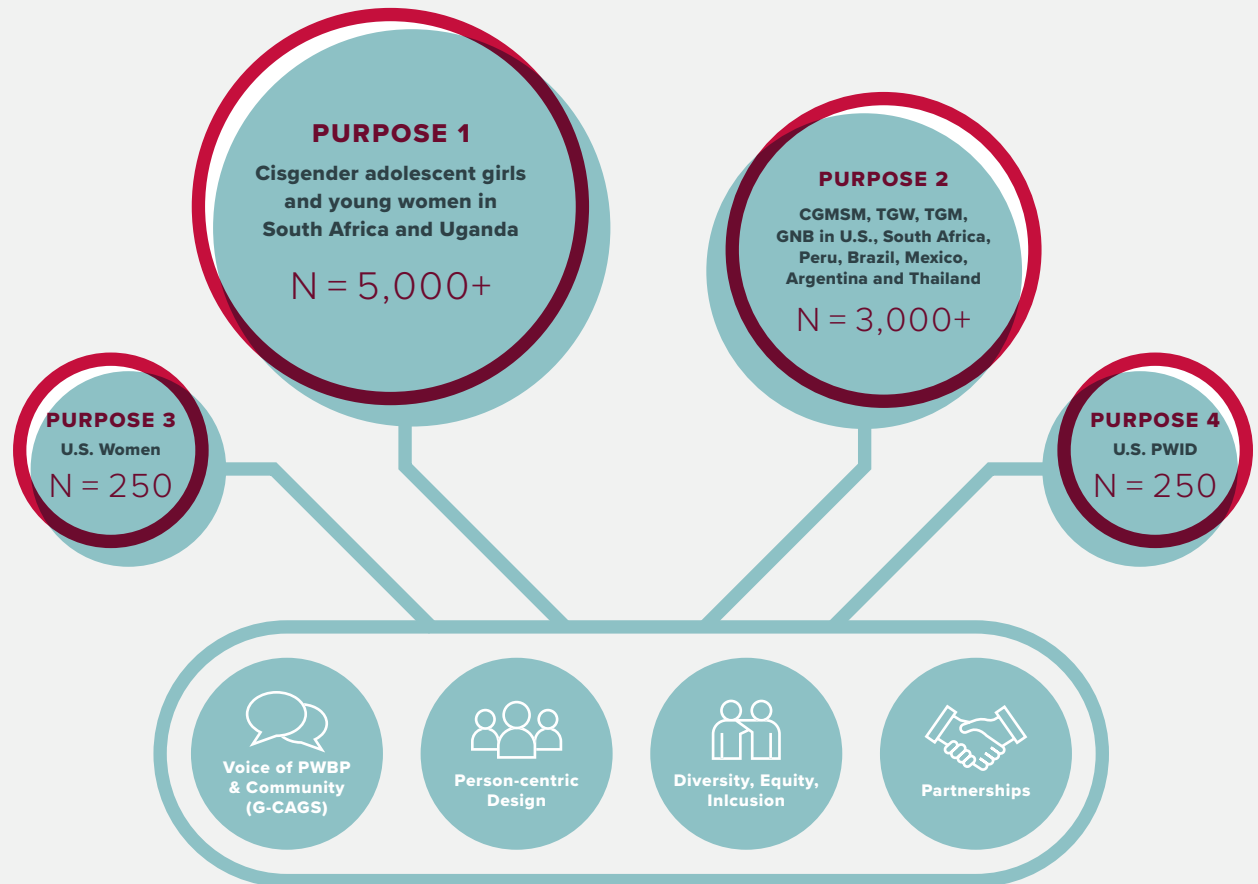 PURPOSE 1
Cisgender adolescent girls
and young women in
South Africa and Uganda
N = 5,000+
PURPOSE 2
CGMSM, TGW, TGM,
GNB in U.S., South Africa,
Peru, Brazil, Mexico,
Argentina and Thailand
N = 3,000+
PURPOSE 3
U.S. Women
N = 250
PURPOSE 4
U.S. PWID
N = 250
Voice of PWBP
& Community
(G-CAGS)
Person-centric
Design
Diversity, Equity,
Inlcusion
Partnerships